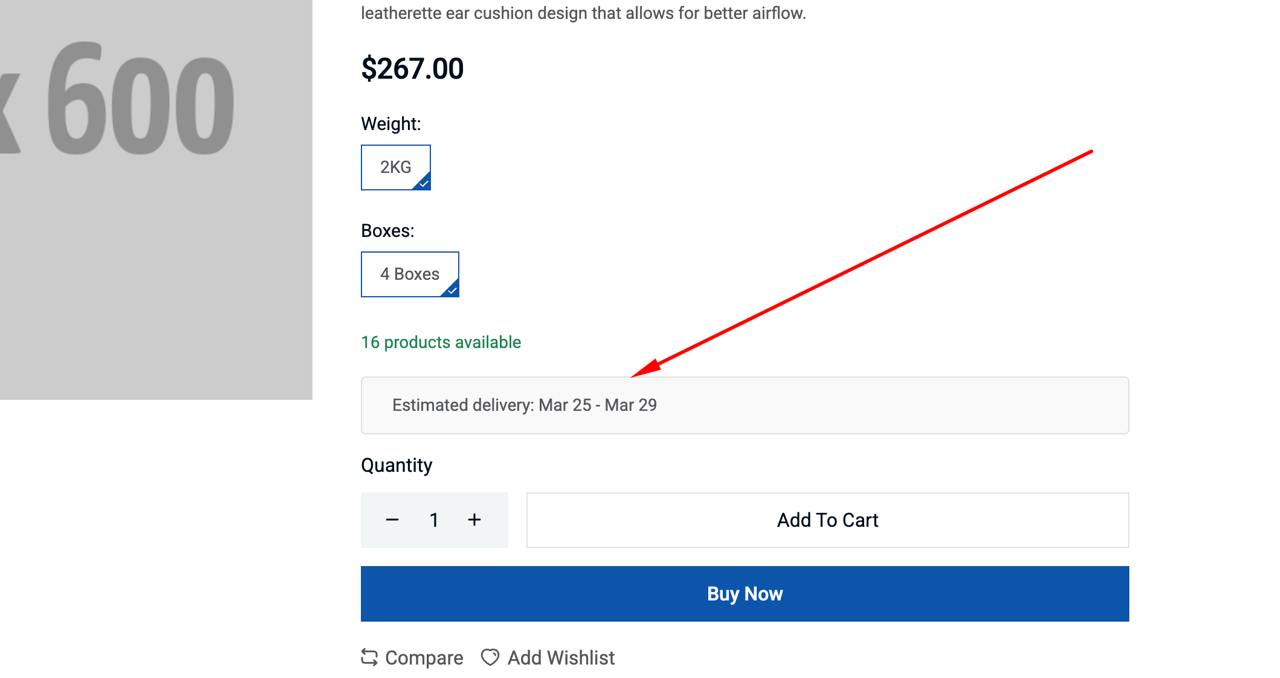 leatherette ear cushion design that allows for better airflow.
x 600
$267.00
Weight:
2KG
Boxes:
4 Boxes
16 products available
Estimated delivery: Mar 25 - Mar 29
Quantity
− 1 +
Add To Cart
Buy Now
Compare
Add Wishlist